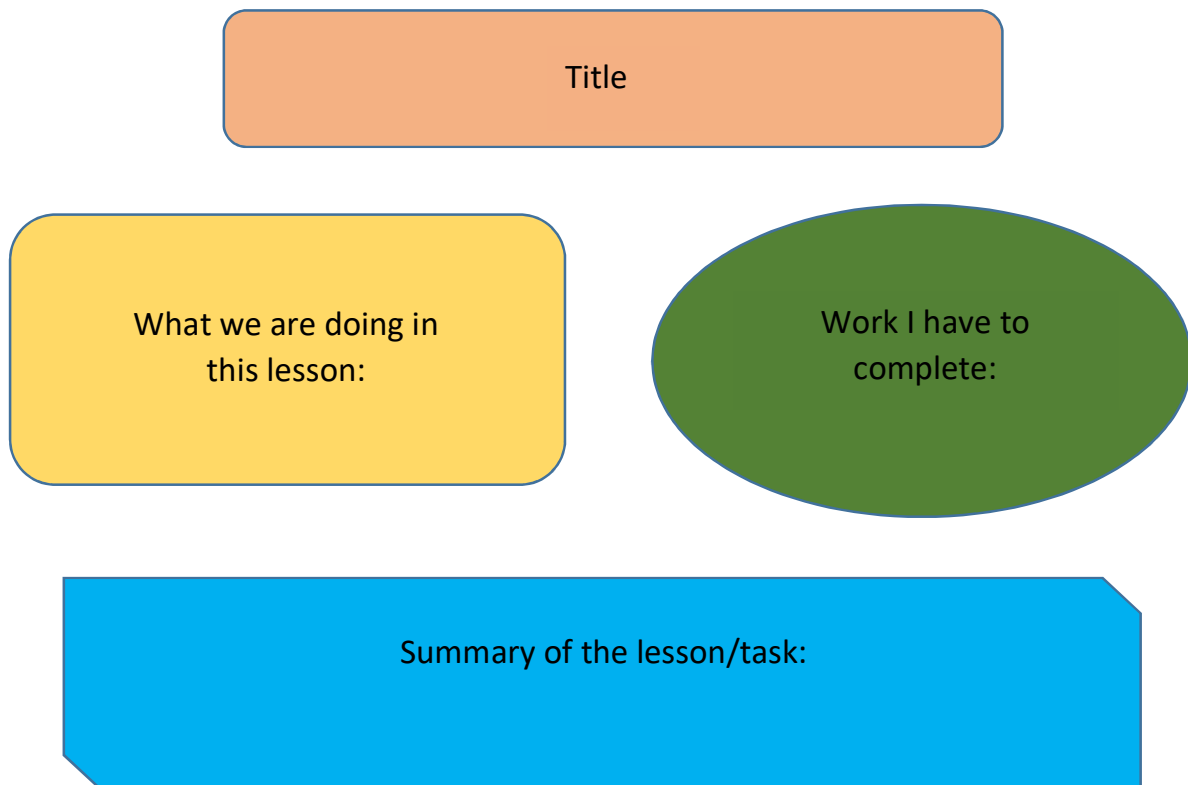 Title
What we are doing in
this lesson:
Work I have to
complete:
Summary of the lesson/task: